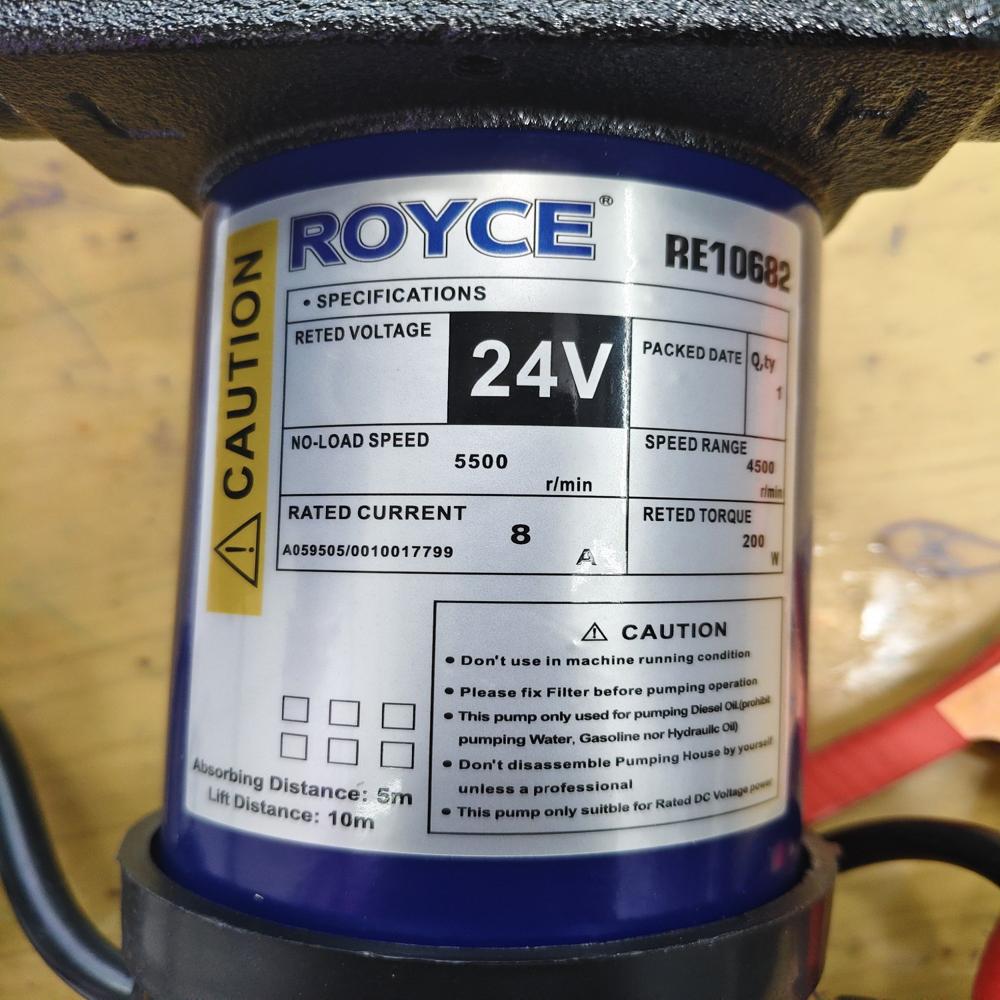 ROYCE®
RE10682
CAUTION
• SPECIFICATIONS
RETED VOLTAGE
24V
PACKED DATE
Q,ty
1
NO-LOAD SPEED
5500
r/min
SPEED RANGE
4500
r/min
RATED CURRENT
8
A
A059505/0010017799
RETED TORQUE
200
W
CAUTION
• Don't use in machine running condition
• Please fix Filter before pumping operation
• This pump only used for pumping Diesel Oil.(prohibit
pumping Water, Gasoline nor Hydraulic Oil)
• Don't disassemble Pumping House by yourself
unless a professional
• This pump only suitble for Rated DC Voltage power
Absorbing Distance: 5m
Lift Distance: 10m